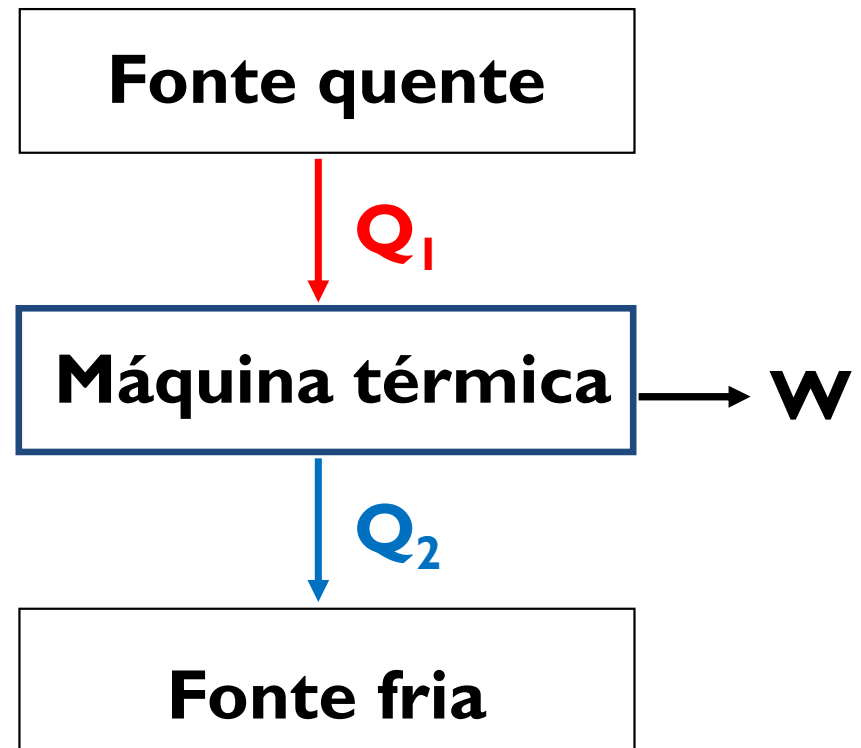 Fonte quente
Q₁
Máquina térmica
W
Q₂
Fonte fria